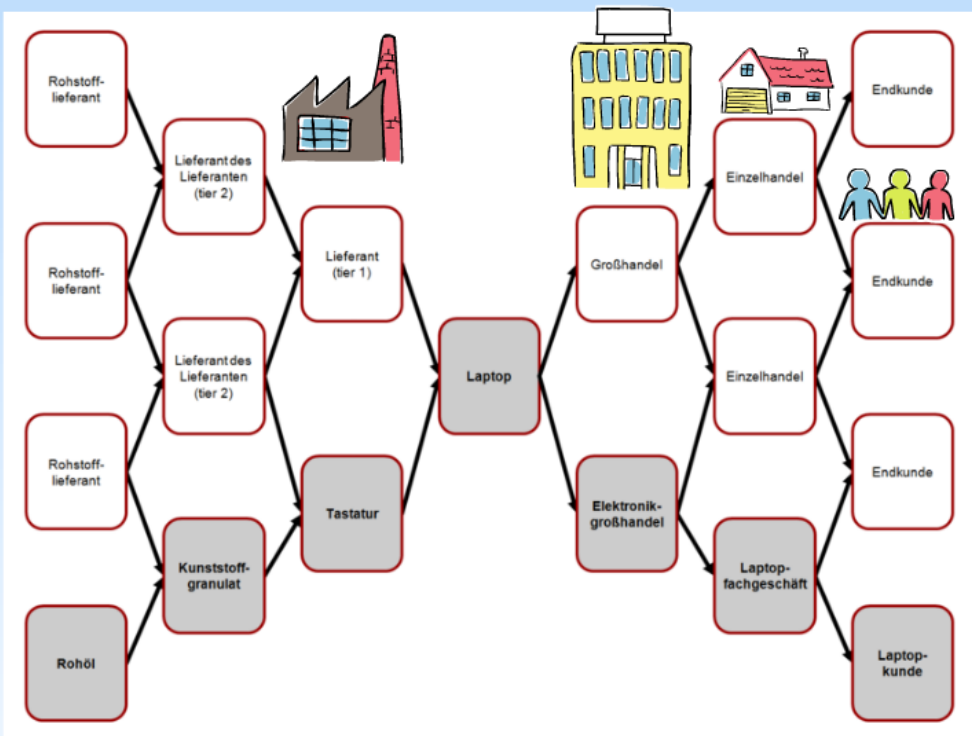 Rohstoff-
lieferant
Rohstoff-
lieferant
Rohstoff-
lieferant
Rohöl
Lieferant des
Lieferanten
(tier 2)
Lieferant des
Lieferanten
(tier 2)
Kunststoff-
granulat
Lieferant
(tier 1)
Tastatur
Laptop
Großhandel
Elektronik-
großhandel
Einzelhandel
Einzelhandel
Laptop-
fachgeschäft
Endkunde
Endkunde
Endkunde
Laptop-
kunde